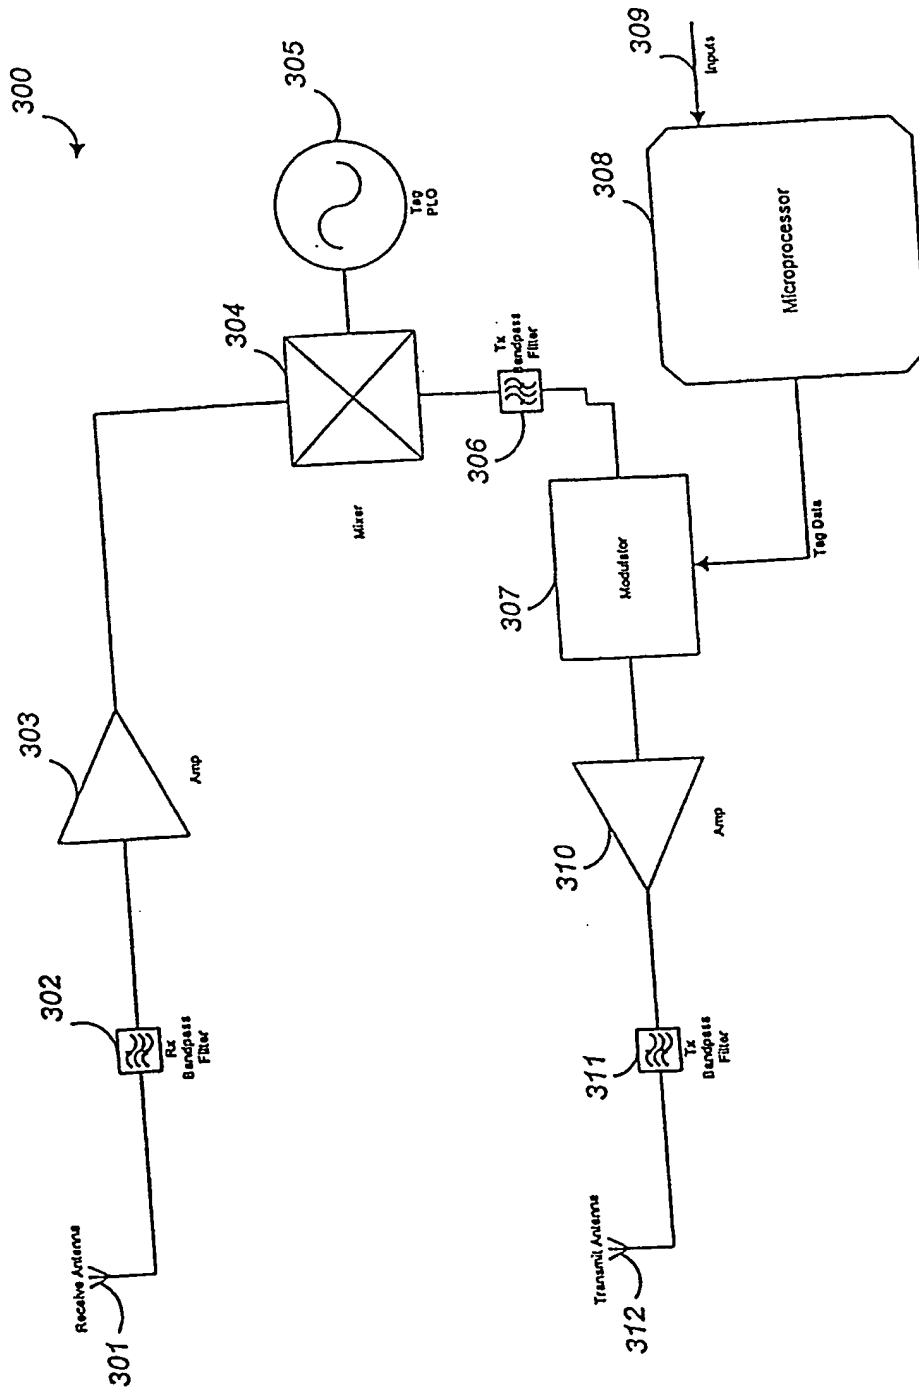 300
301
Receive Antenna
302
Rx
Bandpass
Filter
303
Amp
304
Mixer
305
Tag
PLO
306
Tx
Bandpass
Filter
307
Modulator
308
Microprocessor
309
Inputs
Tag Data
310
Amp
311
Tx
Bandpass
Filter
312
Transmit Antenna